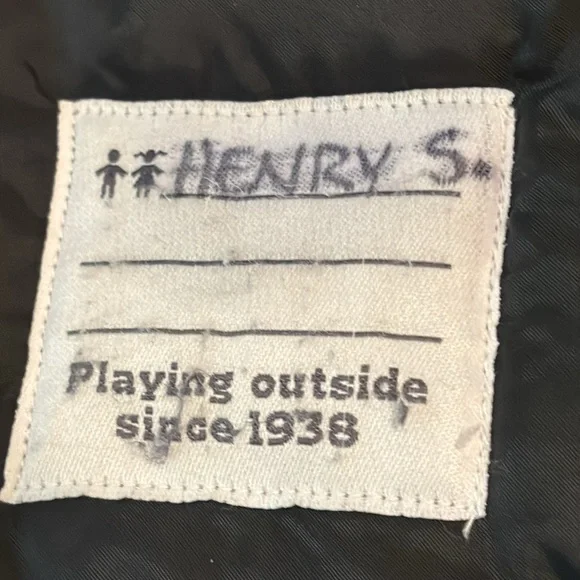 HENRY S.
Playing outside
since 1938